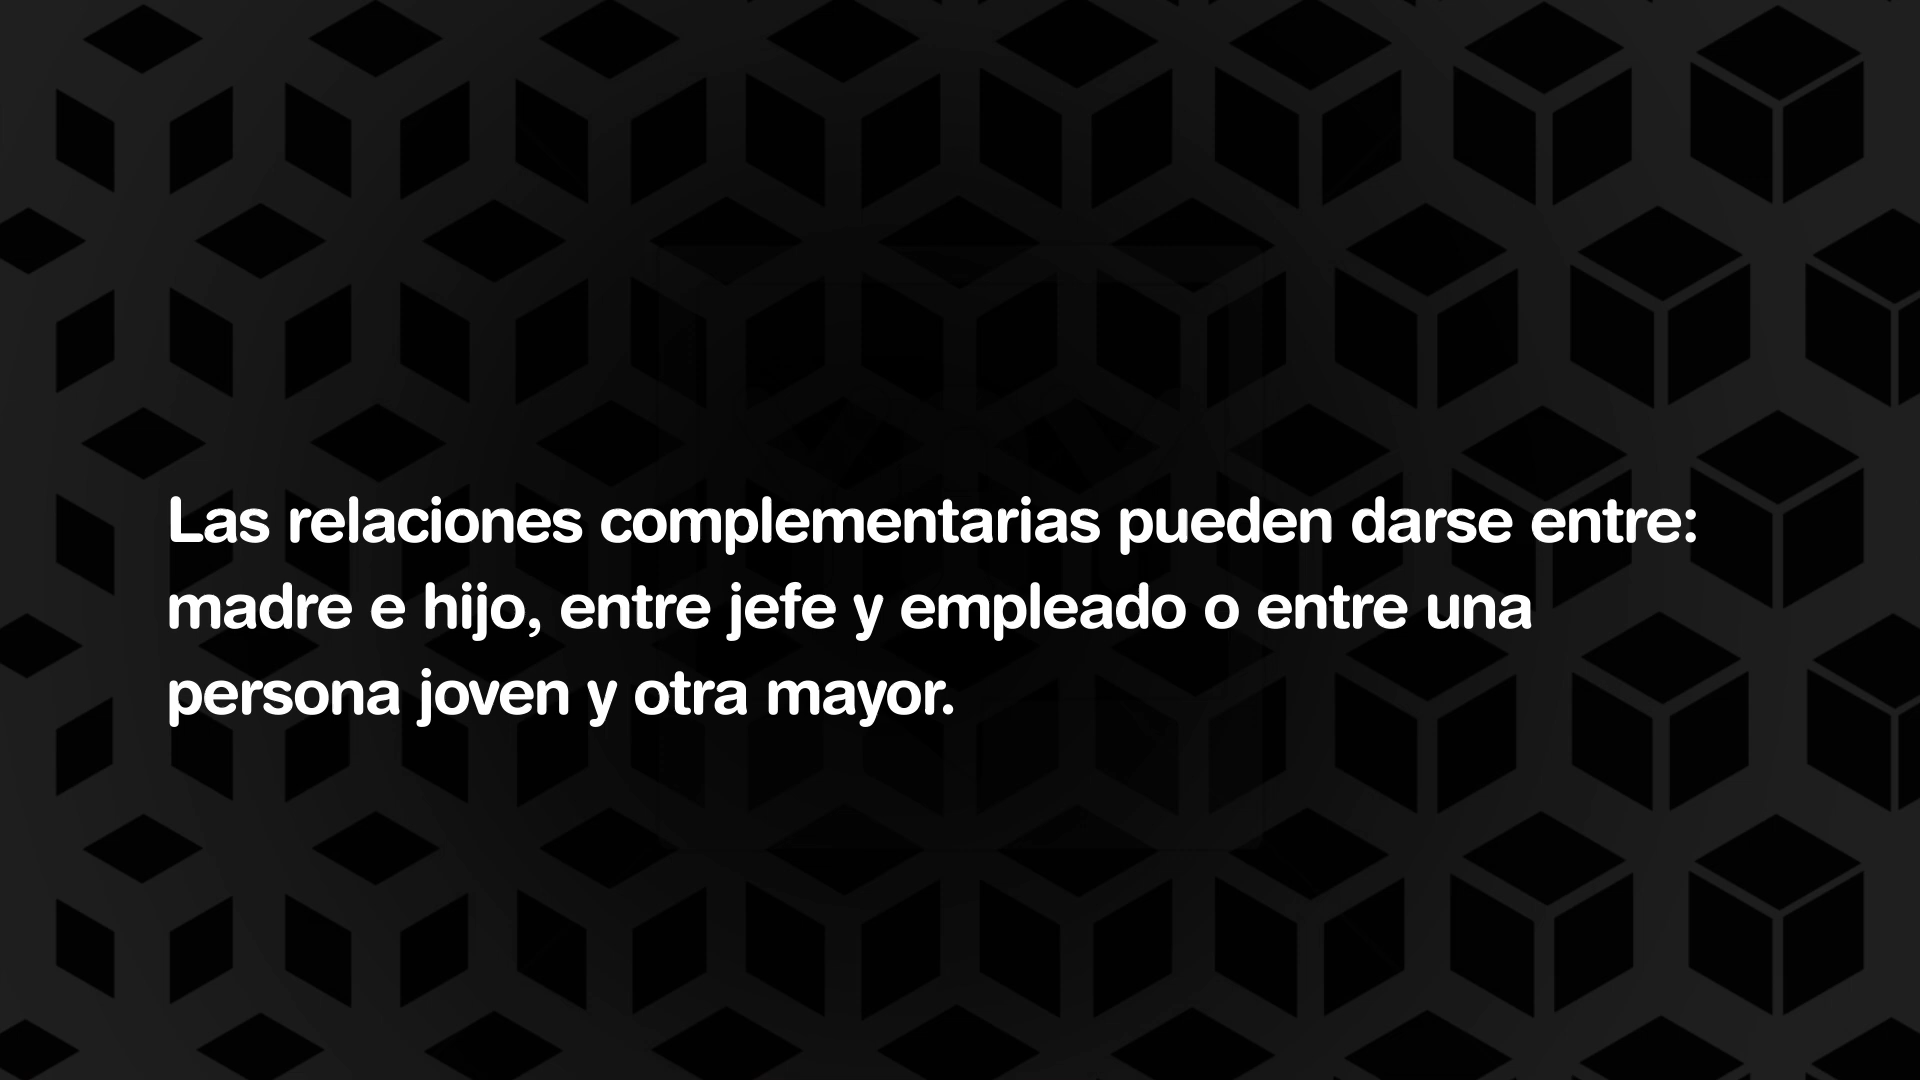 Las relaciones complementarias pueden darse entre:
madre e hijo, entre jefe y empleado o entre una
persona joven y otra mayor.